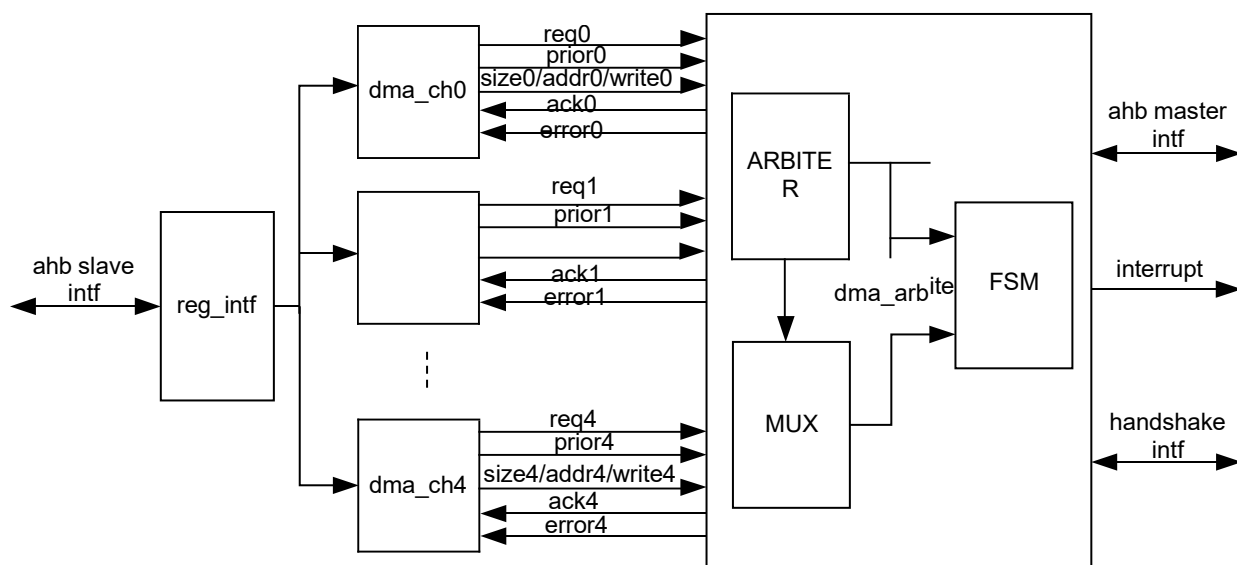 req0
prior0
size0/addr0/write0
ack0
error0
dma_ch0
req1
prior1
ack1
error1
ahb slave
intf
reg_intf
req4
prior4
size4/addr4/write4
ack4
error4
dma_ch4
ARBITE
R
dma_arbite
MUX
FSM
ahb master
intf
interrupt
handshake
intf